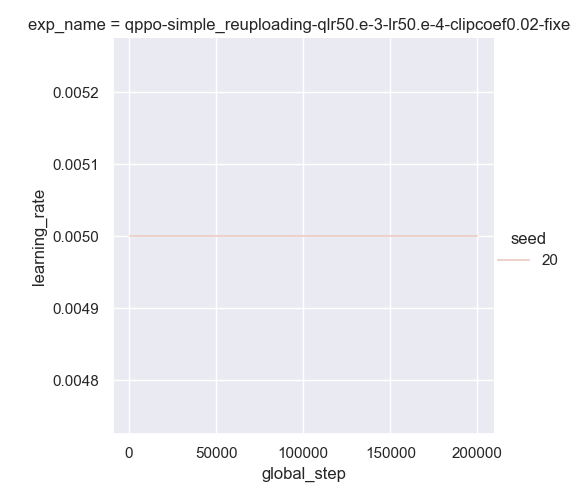 exp_name = qppo-simple_reuploading-qlr50.e-3-lr50.e-4-clipcoef0.02-fixe
0.0052
0.0051
0.0050
0.0049
0.0048
learning_rate
seed
20
0 50000 100000 150000 200000
global_step